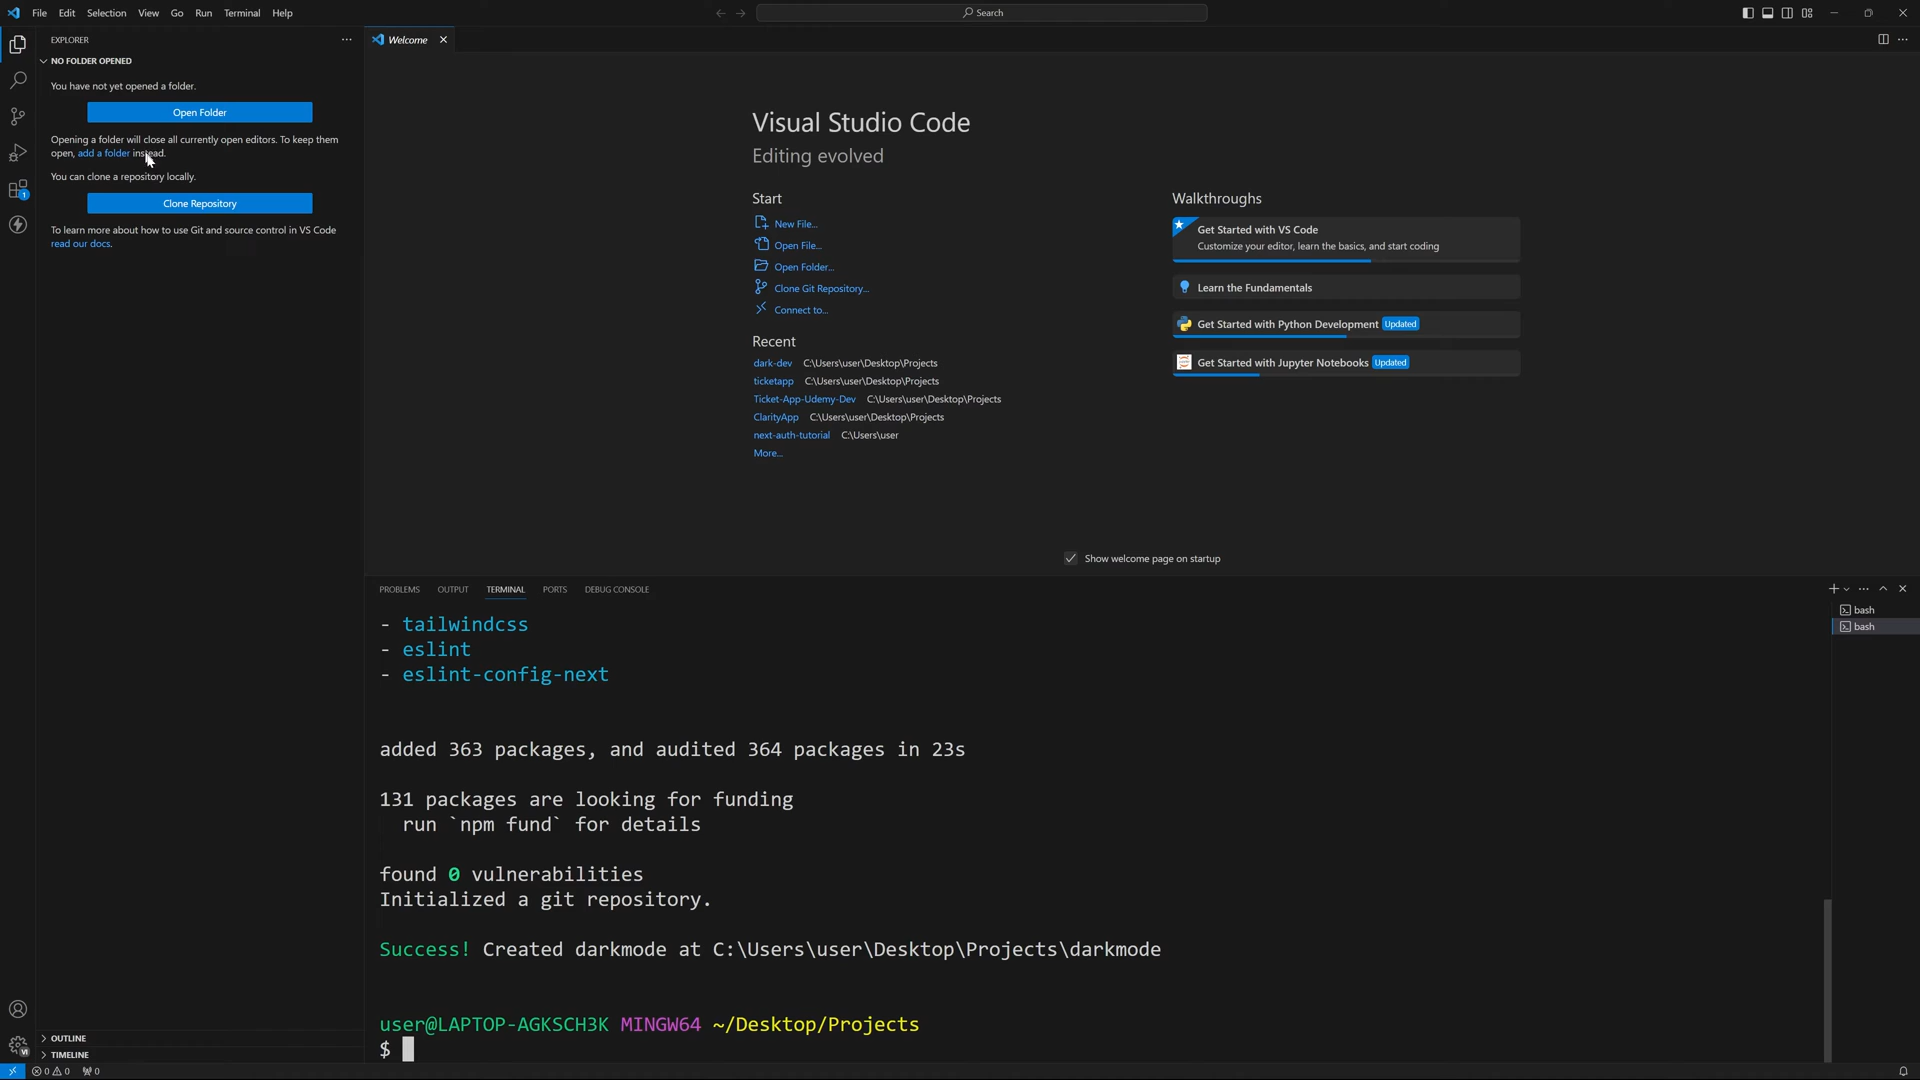 File Edit Selection View Go Run Terminal Help
Search
EXPLORER
NO FOLDER OPENED
You have not yet opened a folder.
Open Folder
Opening a folder will close all currently open editors. To keep them
open, add a folder instead.
You can clone a repository locally.
Clone Repository
To learn more about how to use Git and source control in VS Code
read our docs.
OUTLINE
TIMELINE
1
VI
Welcome
Visual Studio Code
Editing evolved
Start
New File...
Open File...
Open Folder...
Clone Git Repository...
Connect to...
Recent
dark-dev C:\Users\user\Desktop\Projects
ticketapp C:\Users\user\Desktop\Projects
Ticket-App-Udemy-Dev C:\Users\user\Desktop\Projects
ClarityApp C:\Users\user\Desktop\Projects
next-auth-tutorial C:\Users\user
More...
Walkthroughs
Get Started with VS Code
Customize your editor, learn the basics, and start coding
Learn the Fundamentals
Get Started with Python Development Updated
Get Started with Jupyter Notebooks Updated
Show welcome page on startup
PROBLEMS OUTPUT TERMINAL PORTS DEBUG CONSOLE
- tailwindcss
- eslint
- eslint-config-next
added 363 packages, and audited 364 packages in 23s
131 packages are looking for funding
run `npm fund` for details
found 0 vulnerabilities
Initialized a git repository.
Success! Created darkmode at C:\Users\user\Desktop\Projects\darkmode
user@LAPTOP-AGKSCH3K MINGW64 ~/Desktop/Projects
$
bash
bash
0 0 0